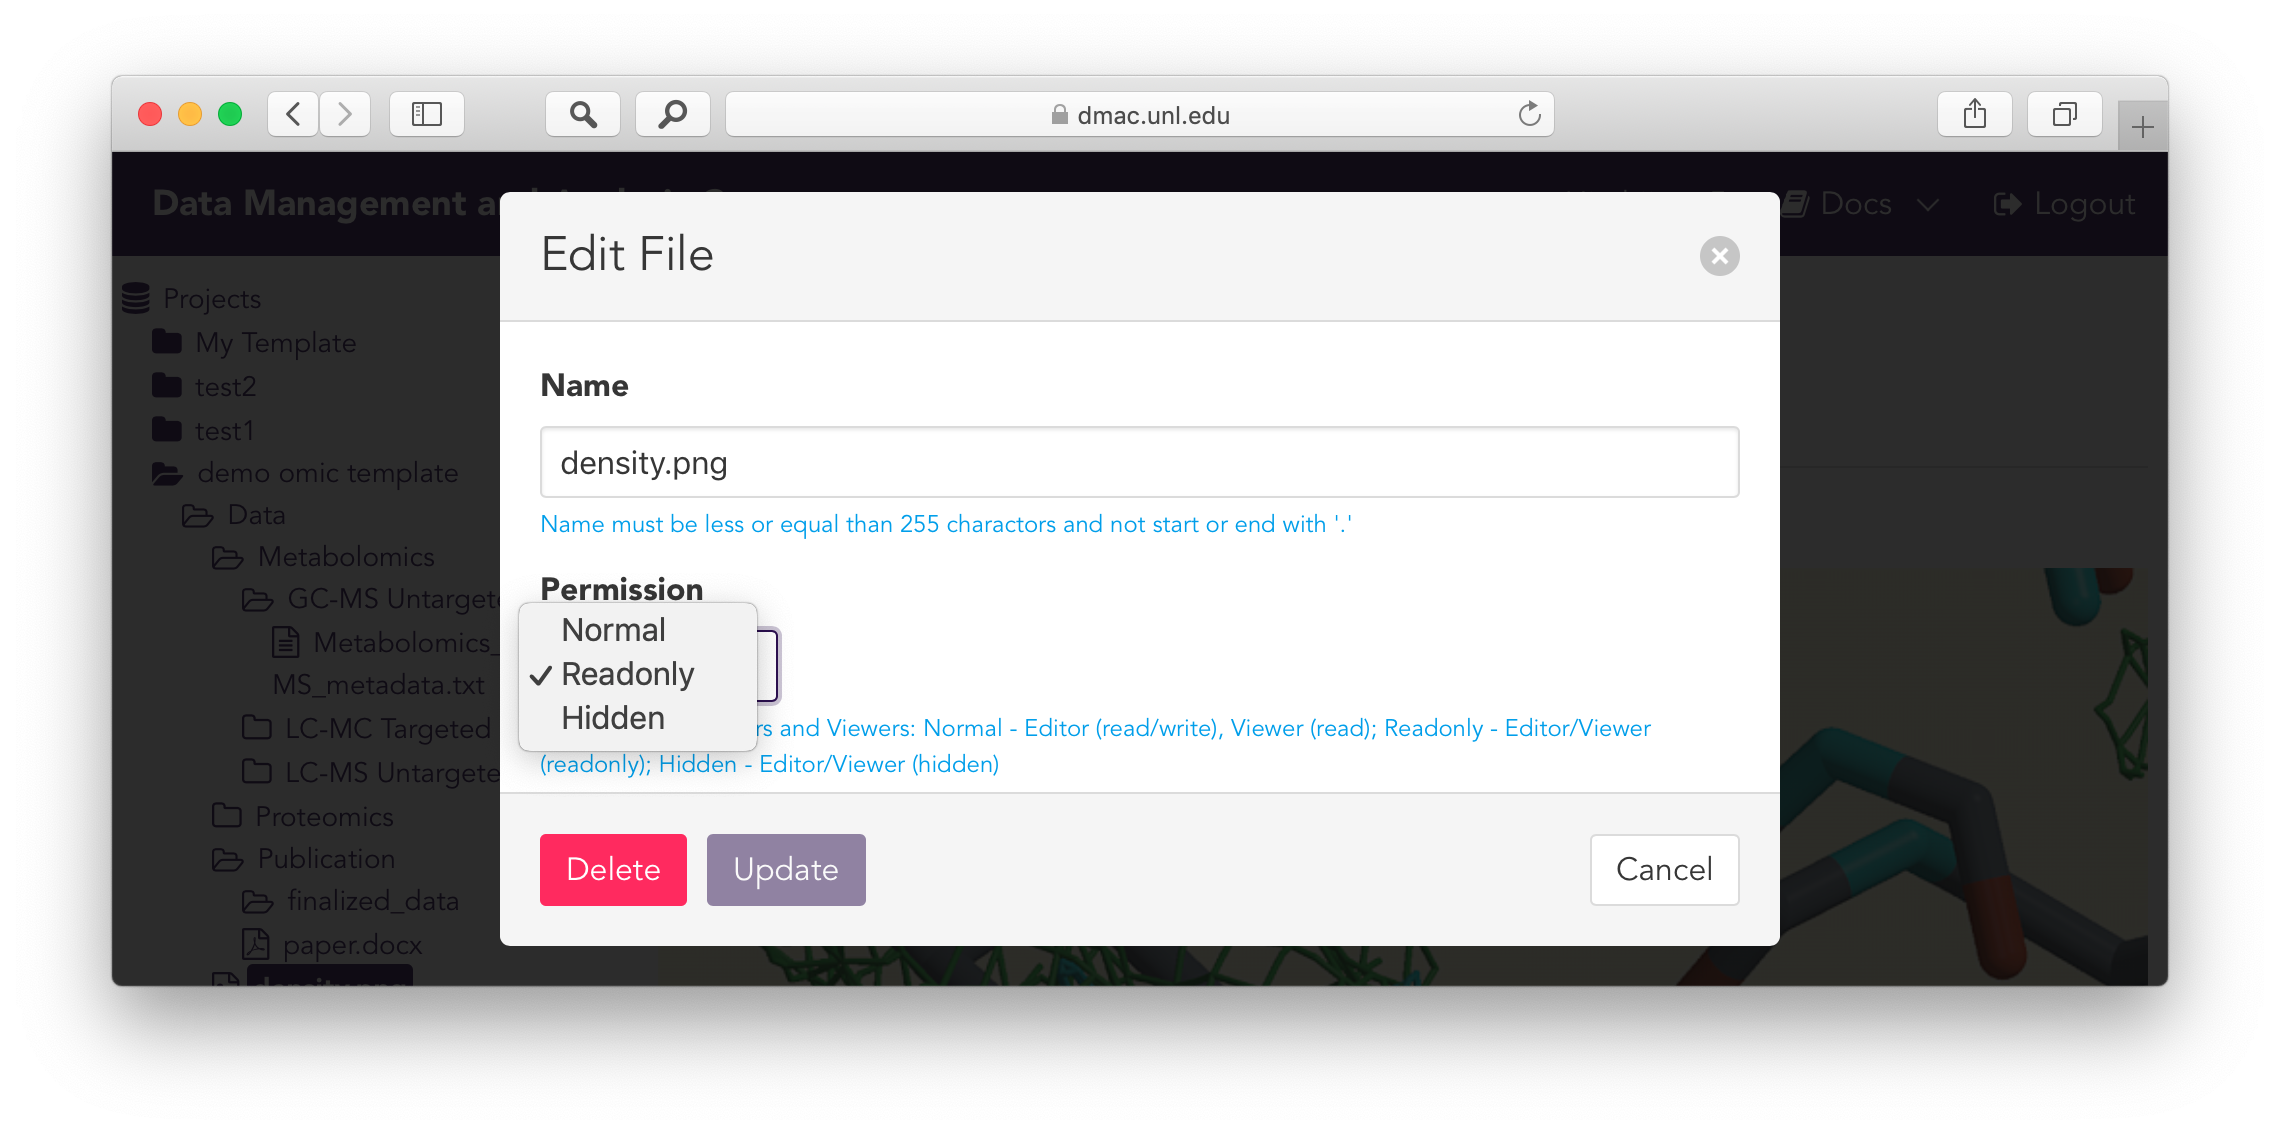 dmac.unl.edu
Data Management a
Docs
Logout
Edit File
Projects
My Template
test2
test1
demo omic template
Data
Metabolomics
GC-MS Untarget
Metabolomics_
MS_metadata.txt
LC-MC Targeted
LC-MS Untargete
Proteomics
Publication
finalized_data
paper.docx
density.png
Name
density.png
Name must be less or equal than 255 charactors and not start or end with '.'
Permission
Normal
✓ Readonly
Hidden
rs and Viewers: Normal - Editor (read/write), Viewer (read); Readonly - Editor/Viewer
(readonly); Hidden - Editor/Viewer (hidden)
Delete
Update
Cancel